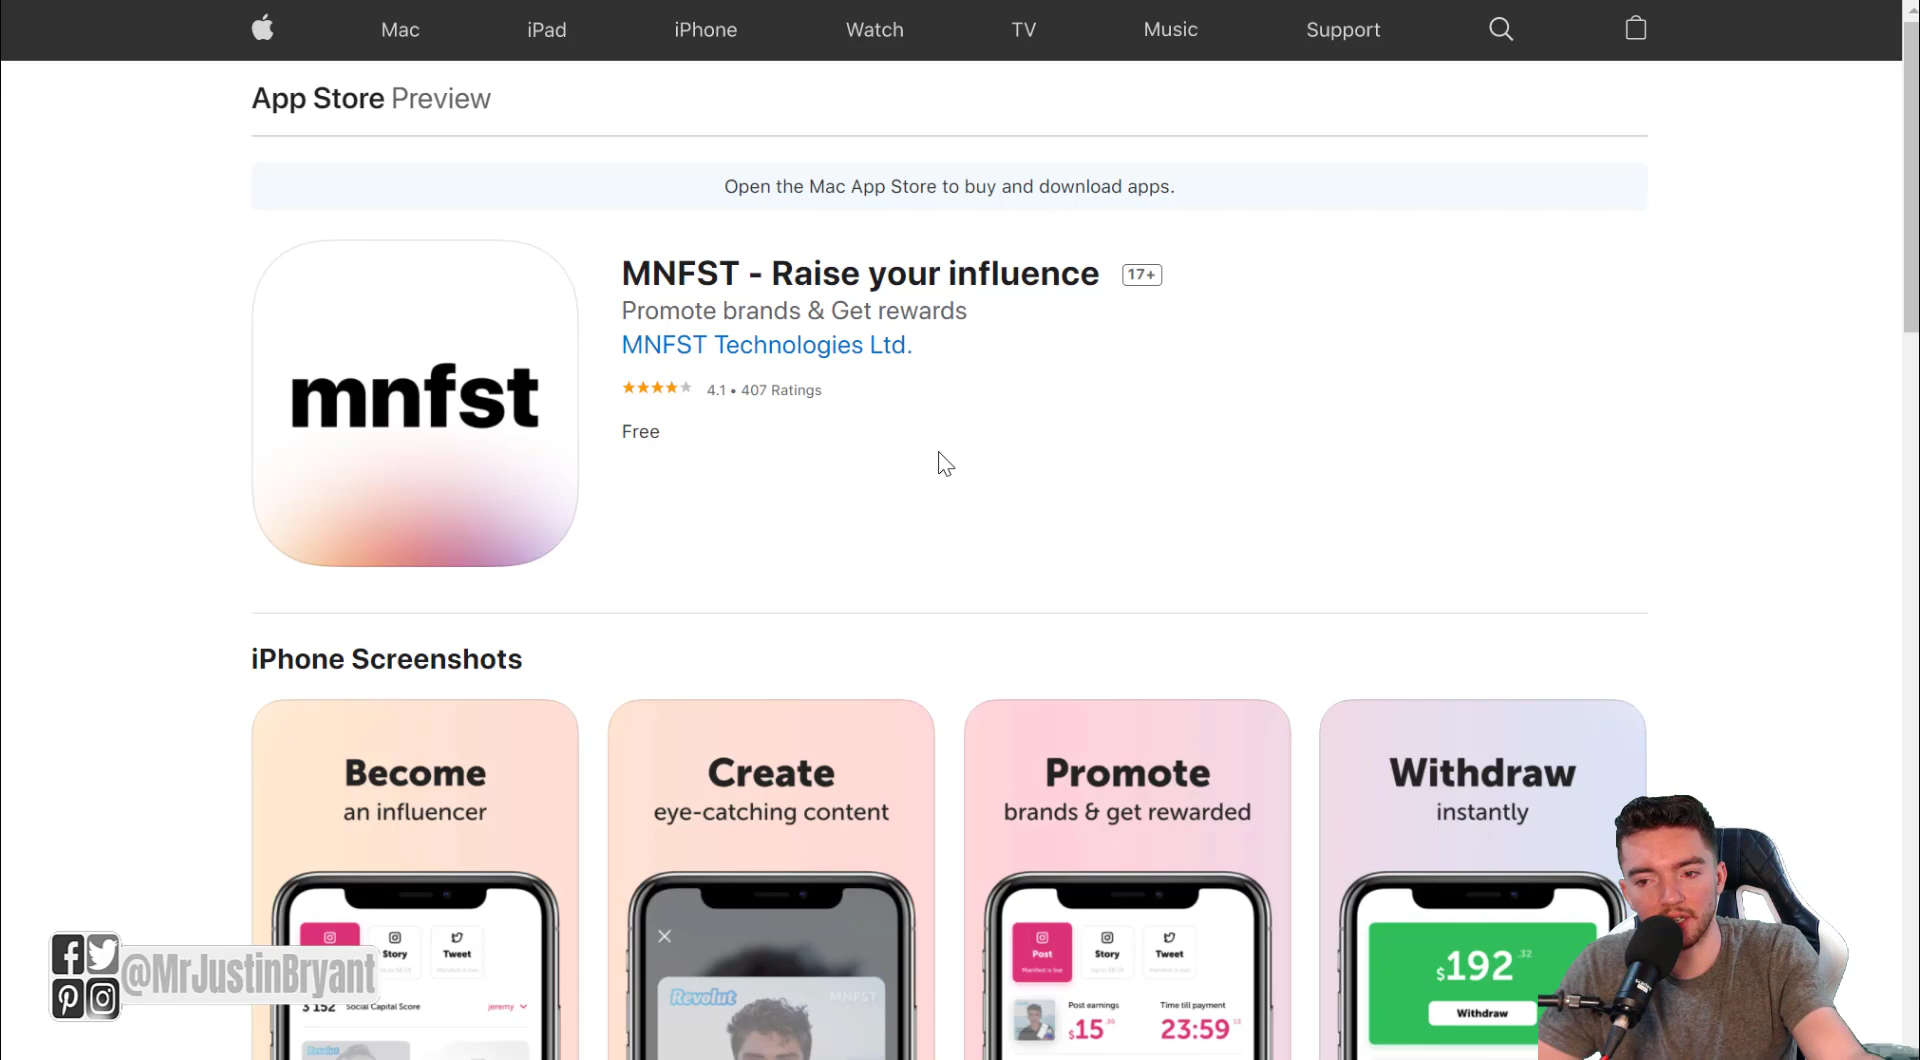 Mac iPad iPhone Watch TV Music Support
App Store Preview
Open the Mac App Store to buy and download apps.
mnfst
MNFST - Raise your influence 17+
Promote brands & Get rewards
MNFST Technologies Ltd.
4.1 • 407 Ratings
Free
iPhone Screenshots
Become
an influencer
Create
eye-catching content
Promote
brands & get rewarded
Withdraw
instantly
Story Tweet
3 152 Social Capital Score jeremy
Revolut MNFST
Post Story Tweet
Post earnings Time till payment
$15 23:59
$192.32
Withdraw
@MrJustinBryant